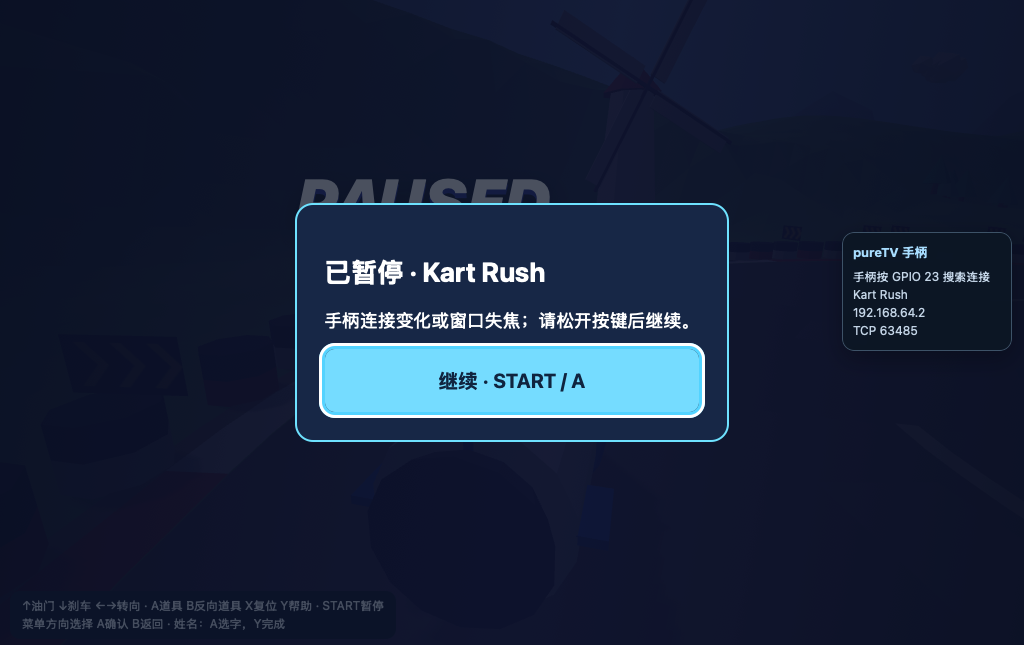 PAUSED
已暂停 · Kart Rush
手柄连接变化或窗口失焦；请松开按键后继续。
继续 · START / A
pureTV 手柄
手柄按 GPIO 23 搜索连接
Kart Rush
192.168.64.2
TCP 63485
↑油门 ↓刹车 ←→转向 · A道具 B反向道具 X复位 Y帮助 · START暂停
菜单方向选择 A确认 B返回 · 姓名：A选字，Y完成